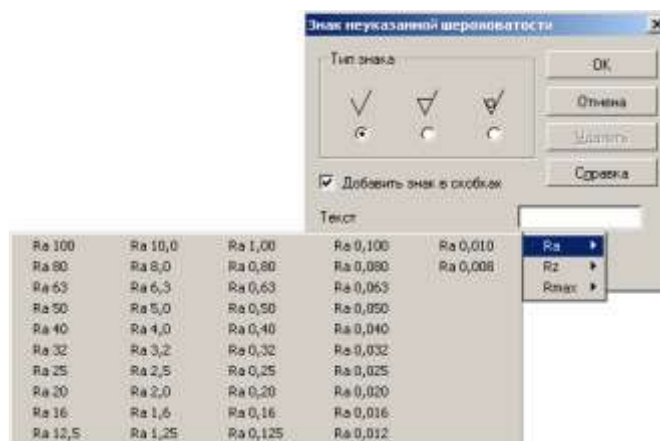 Знак неуказанной шероховатости
Тип знака
OK
Отмена
Удалить
Справка
Добавить знак в скобках
Текст
Ra 100 Ra 10,0 Ra 1,00 Ra 0,100 Ra 0,010
Ra 80 Ra 8,0 Ra 0,80 Ra 0,080 Ra 0,008
Ra 63 Ra 6,3 Ra 0,63 Ra 0,063
Ra 50 Ra 5,0 Ra 0,50 Ra 0,050
Ra 40 Ra 4,0 Ra 0,40 Ra 0,040
Ra 32 Ra 3,2 Ra 0,32 Ra 0,032
Ra 25 Ra 2,5 Ra 0,25 Ra 0,025
Ra 20 Ra 2,0 Ra 0,20 Ra 0,020
Ra 16 Ra 1,6 Ra 0,16 Ra 0,016
Ra 12,5 Ra 1,25 Ra 0,125 Ra 0,012
Ra
Rz
Rmax